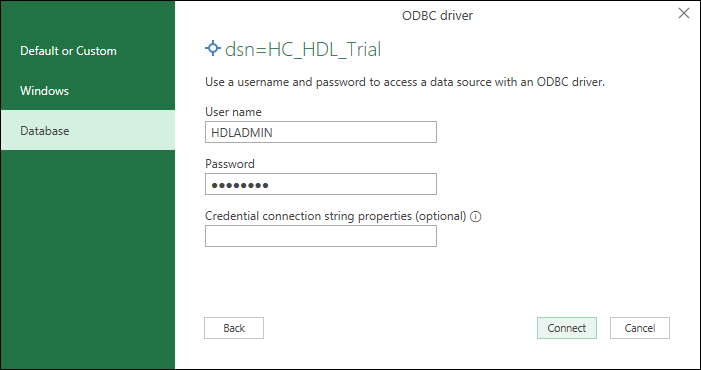 ODBC driver
Default or Custom
Windows
Database
dsn=HC_HDL_Trial
Use a username and password to access a data source with an ODBC driver.
User name
HDLADMIN
Password
●●●●●●●●
Credential connection string properties (optional)
Back
Connect
Cancel